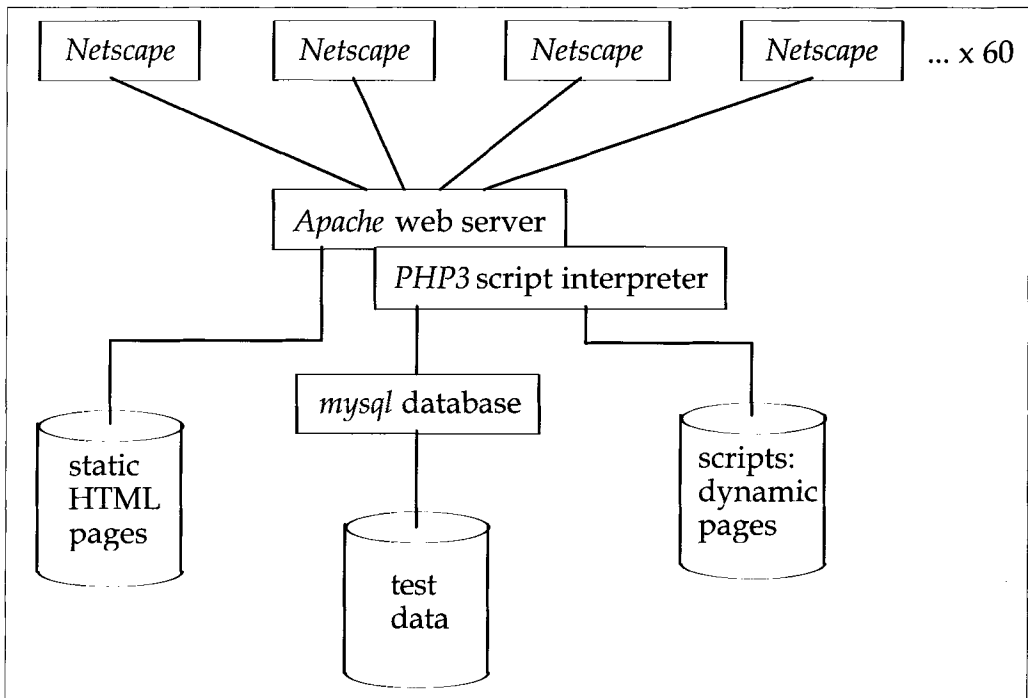 Netscape
Netscape
Netscape
Netscape
... x 60
Apache web server
PHP3 script interpreter
mysql database
static
HTML
pages
scripts:
dynamic
pages
test
data